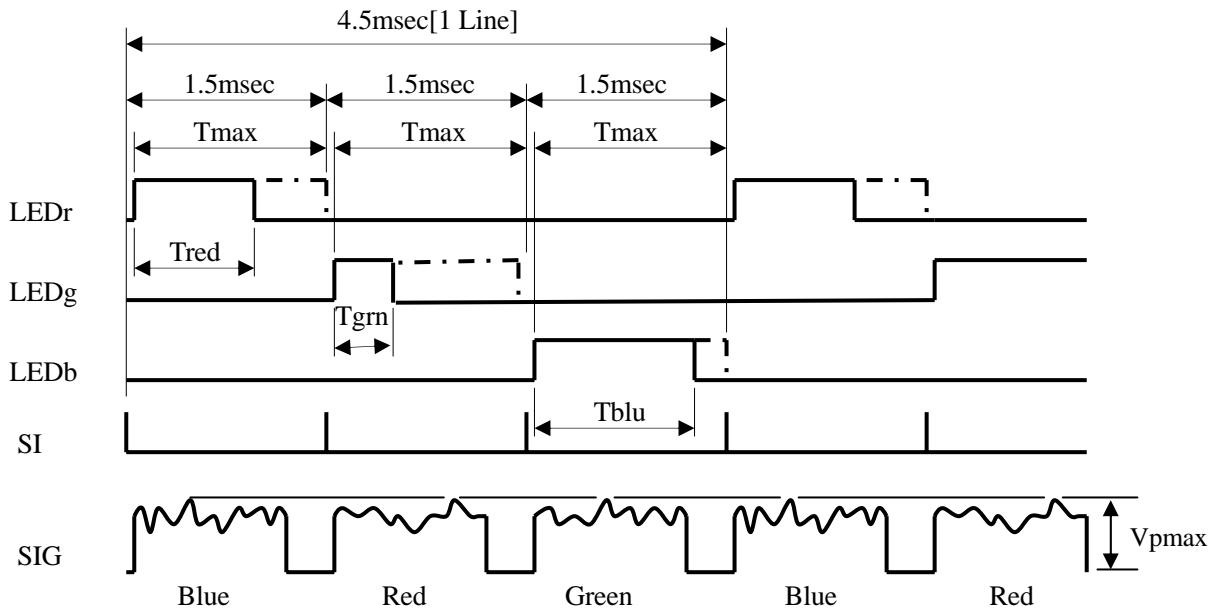 4.5msec[1 Line]
1.5msec 1.5msec 1.5msec
Tmax Tmax Tmax
LEDr
Tred
LEDg
Tgrn
LEDb
Tblu
SI
SIG
Vpmax
Blue Red Green Blue Red